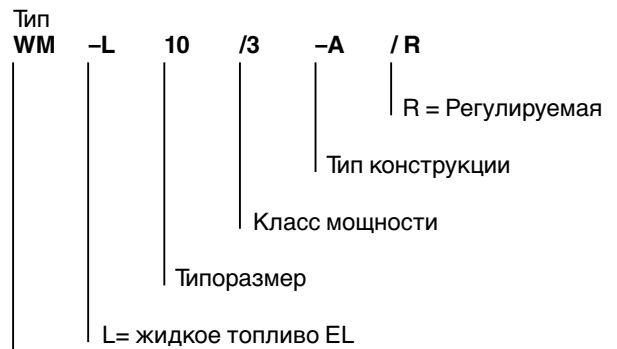 Тип
WM –L 10 /3 –A / R
R = Регулируемая
Тип конструкции
Класс мощности
Типоразмер
L= жидкое топливо EL